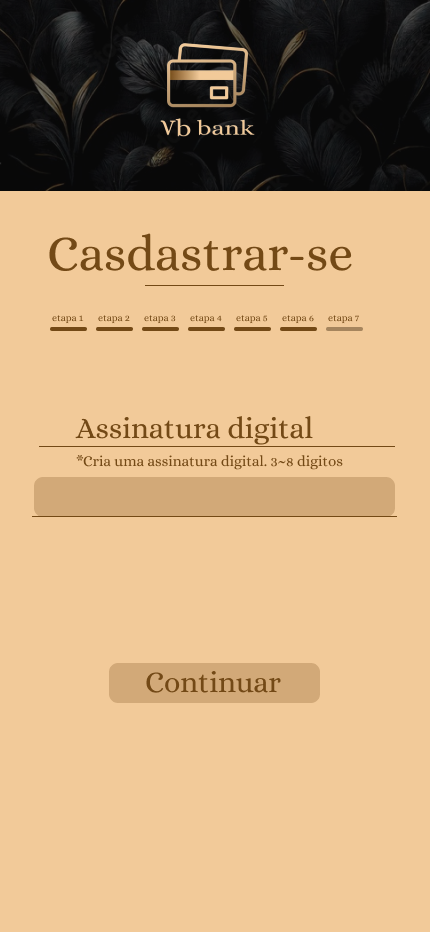 Vb bank
Casdastrar-se
etapa 1 etapa 2 etapa 3 etapa 4 etapa 5 etapa 6 etapa 7
Assinatura digital
*Cria uma assinatura digital. 3~8 digitos
Continuar